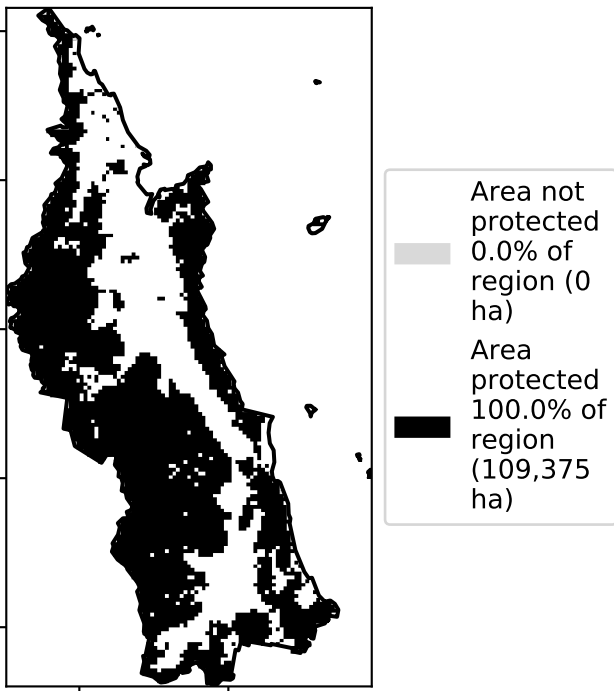 Area not
protected
0.0% of
region (0
ha)
Area
protected
100.0% of
region
(109,375
ha)